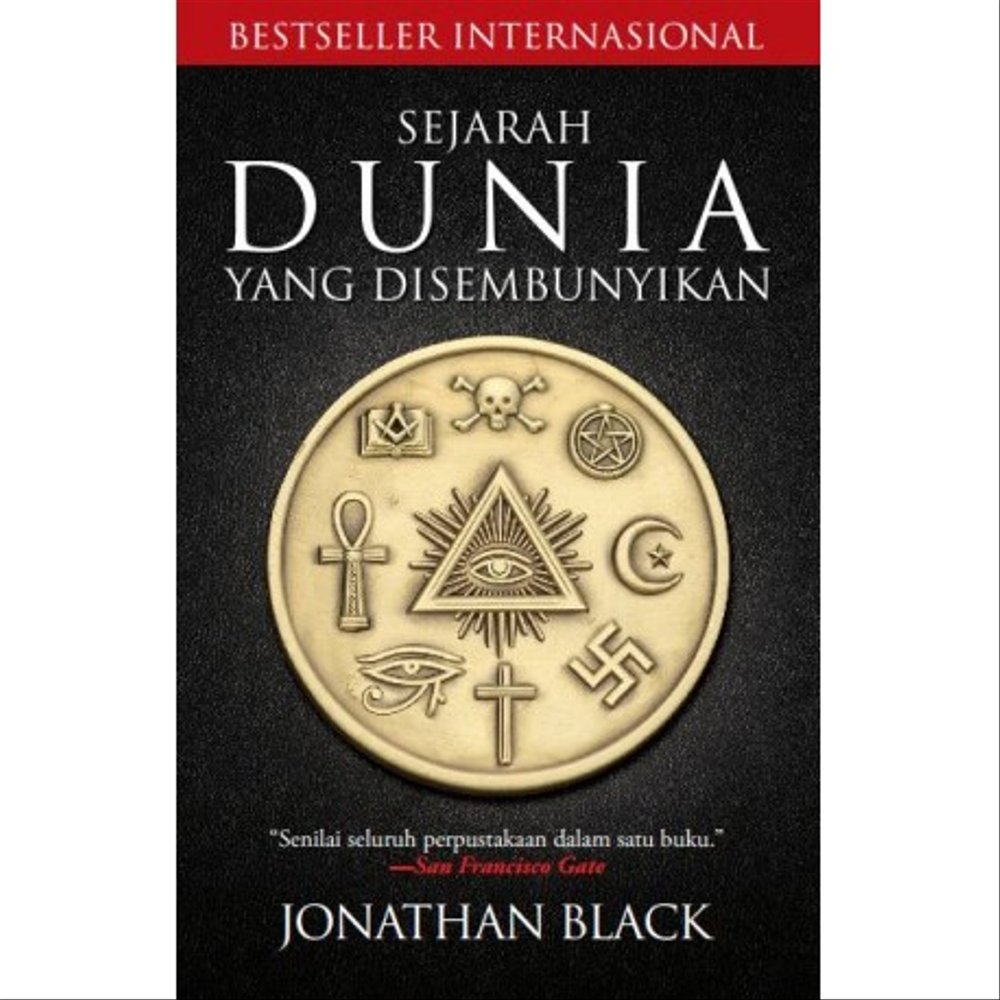 BESTSELLER INTERNASIONAL
SEJARAH
DUNIA
YANG DISEMBUNYIKAN
"Senilai seluruh perpustakaan dalam satu buku."
—San Francisco Gate
JONATHAN BLACK